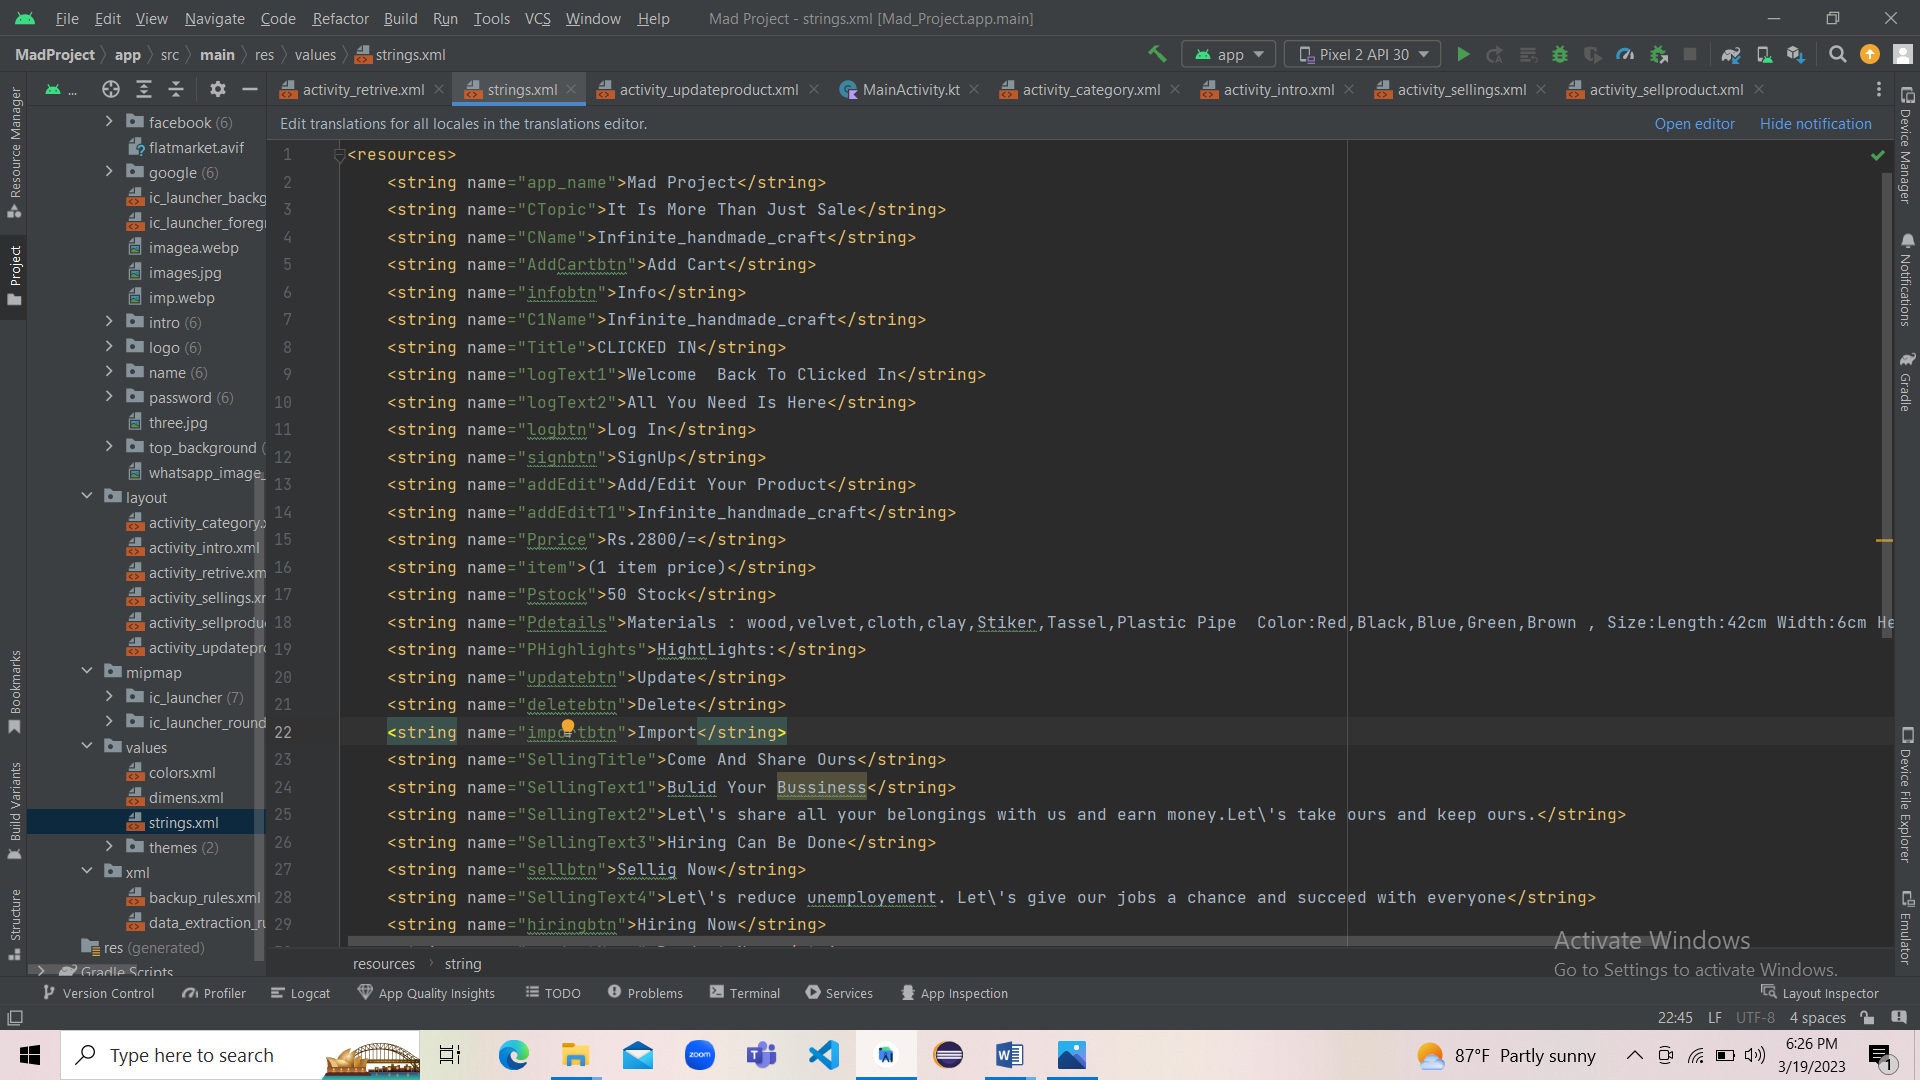 File Edit View Navigate Code Refactor Build Run Tools VCS Window Help Mad Project - strings.xml [Mad_Project.app.main]
MadProject app src main res values strings.xml app Pixel 2 API 30
... activity_retrive.xml strings.xml activity_updateproduct.xml MainActivity.kt activity_category.xml activity_intro.xml activity_sellings.xml activity_sellproduct.xml
Edit translations for all locales in the translations editor. Open editor Hide notification
Resource Manager
Project
Bookmarks
Build Variants
Structure
facebook (6)
flatmarket.avif
google (6)
ic_launcher_backg
ic_launcher_foregr
imagea.webp
images.jpg
imp.webp
intro (6)
logo (6)
name (6)
password (6)
three.jpg
top_background (
whatsapp_image_
layout
activity_category.x
activity_intro.xml
activity_retrive.xm
activity_sellings.xr
activity_sellprodu
activity_updatepr
mipmap
ic_launcher (7)
ic_launcher_round
values
colors.xml
dimens.xml
strings.xml
themes (2)
xml
backup_rules.xml
data_extraction_ru
res (generated)
Gradle Scripts
1 <resources>
2 <string name="app_name">Mad Project</string>
3 <string name="CTopic">It Is More Than Just Sale</string>
4 <string name="CName">Infinite_handmade_craft</string>
5 <string name="AddCartbtn">Add Cart</string>
6 <string name="infobtn">Info</string>
7 <string name="C1Name">Infinite_handmade_craft</string>
8 <string name="Title">CLICKED IN</string>
9 <string name="logText1">Welcome  Back To Clicked In</string>
10 <string name="logText2">All You Need Is Here</string>
11 <string name="logbtn">Log In</string>
12 <string name="signbtn">SignUp</string>
13 <string name="addEdit">Add/Edit Your Product</string>
14 <string name="addEditT1">Infinite_handmade_craft</string>
15 <string name="Pprice">Rs.2800/=</string>
16 <string name="item">(1 item price)</string>
17 <string name="Pstock">50 Stock</string>
18 <string name="Pdetails">Materials : wood,velvet,cloth,clay,Stiker,Tassel,Plastic Pipe  Color:Red,Black,Blue,Green,Brown , Size:Length:42cm Width:6cm He
19 <string name="PHighlights">HightLights:</string>
20 <string name="updatebtn">Update</string>
21 <string name="deletebtn">Delete</string>
22 <string name="importbtn">Import</string>
23 <string name="SellingTitle">Come And Share Ours</string>
24 <string name="SellingText1">Bulid Your Bussiness</string>
25 <string name="SellingText2">Let\'s share all your belongings with us and earn money.Let\'s take ours and keep ours.</string>
26 <string name="SellingText3">Hiring Can Be Done</string>
27 <string name="sellbtn">Sellig Now</string>
28 <string name="SellingText4">Let\'s reduce unemployement. Let\'s give our jobs a chance and succeed with everyone</string>
29 <string name="hiringbtn">Hiring Now</string>
Device Manager
Notifications
Gradle
Device File Explorer
Emulator
Activate Windows
Go to Settings to activate Windows.
resources string
Version Control Profiler Logcat App Quality Insights TODO Problems Terminal Services App Inspection Layout Inspector
22:45 LF UTF-8 4 spaces
Type here to search zoom 87°F Partly sunny 6:26 PM
3/19/2023 1